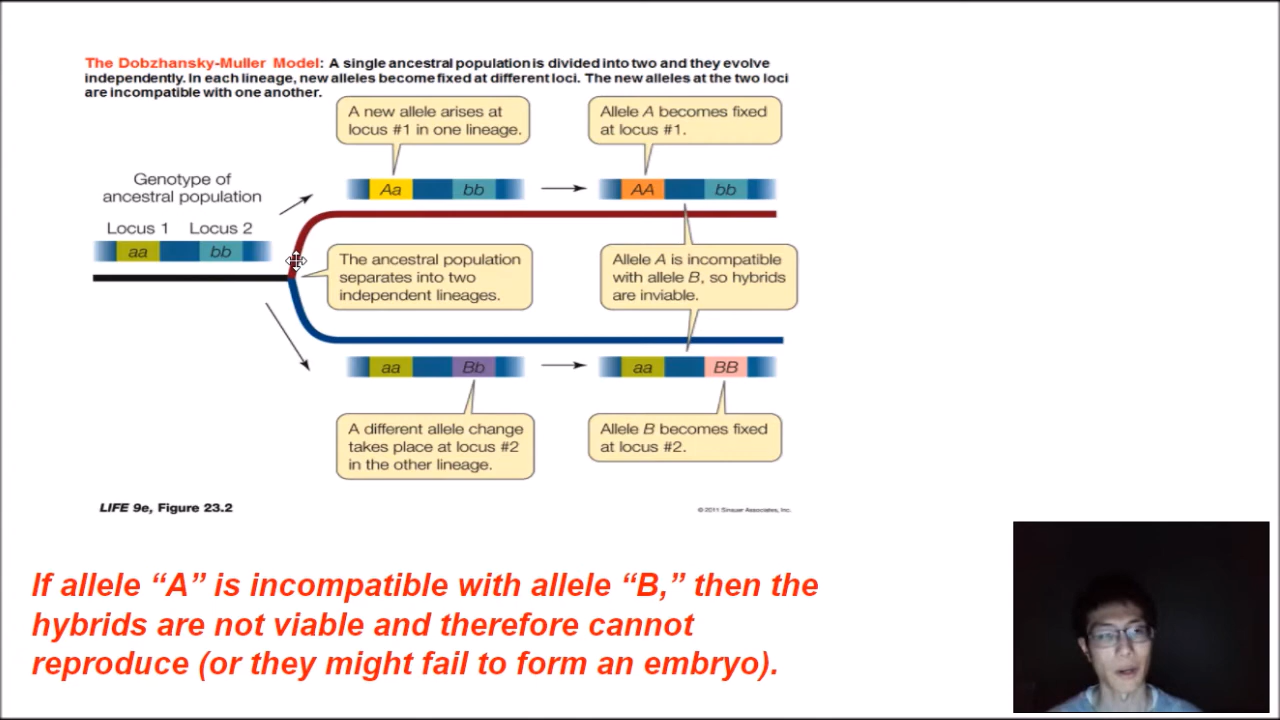 The Dobzhansky-Muller Model: A single ancestral population is divided into two and they evolve
independently. In each lineage, new alleles become fixed at different loci. The new alleles at the two loci
are incompatible with one another.
A new allele arises at
locus #1 in one lineage.
Allele A becomes fixed
at locus #1.
Genotype of
ancestral population
Locus 1 Locus 2
aa bb
Aa bb
AA bb
The ancestral population
separates into two
independent lineages.
Allele A is incompatible
with allele B, so hybrids
are inviable.
aa Bb
aa BB
A different allele change
takes place at locus #2
in the other lineage.
Allele B becomes fixed
at locus #2.
LIFE 9e, Figure 23.2
© 2011 Sinauer Associates, Inc.
If allele “A” is incompatible with allele “B,” then the
hybrids are not viable and therefore cannot
reproduce (or they might fail to form an embryo).